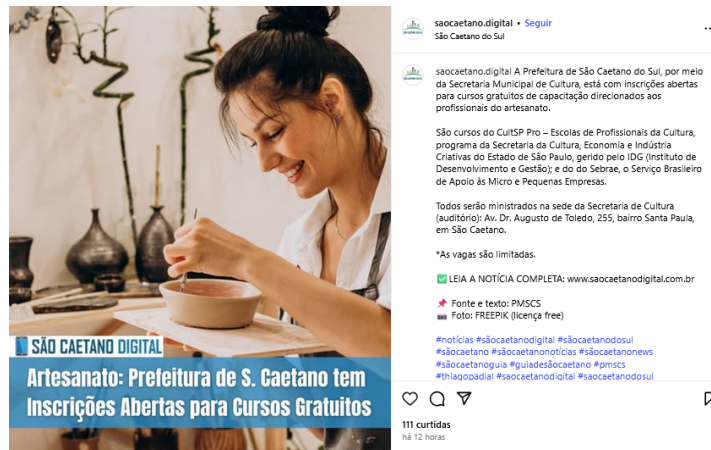 SÃO CAETANO DIGITAL
Artesanato: Prefeitura de S. Caetano tem
Inscrições Abertas para Cursos Gratuitos
saocaetano.digital • Seguir
São Caetano do Sul
saocaetano.digital A Prefeitura de São Caetano do Sul, por meio
da Secretaria Municipal de Cultura, está com inscrições abertas
para cursos gratuitos de capacitação direcionados aos
profissionais do artesanato.
São cursos do CultSP Pro – Escolas de Profissionais da Cultura,
programa da Secretaria da Cultura, Economia e Indústria
Criativas do Estado de São Paulo, gerido pelo IDG (Instituto de
Desenvolvimento e Gestão); e do do Sebrae, o Serviço Brasileiro
de Apoio às Micro e Pequenas Empresas.
Todos serão ministrados na sede da Secretaria de Cultura
(auditório): Av. Dr. Augusto de Toledo, 255, bairro Santa Paula,
em São Caetano.
*As vagas são limitadas.
✅ LEIA A NOTÍCIA COMPLETA: www.saocaetanodigital.com.br
📌 Fonte e texto: PMSCS
📷 Foto: FREEPIK (licença free)
#notícias #saocaetanodigital #sãocaetanodosul
#sãocaetano #sãocaetanonotícias #saocaetanonews
#saocaetanoguia #guiadesãocaetano #pmscs
#thiagopadial #saocaetanodigital #saocaetanodosul
111 curtidas
há 12 horas